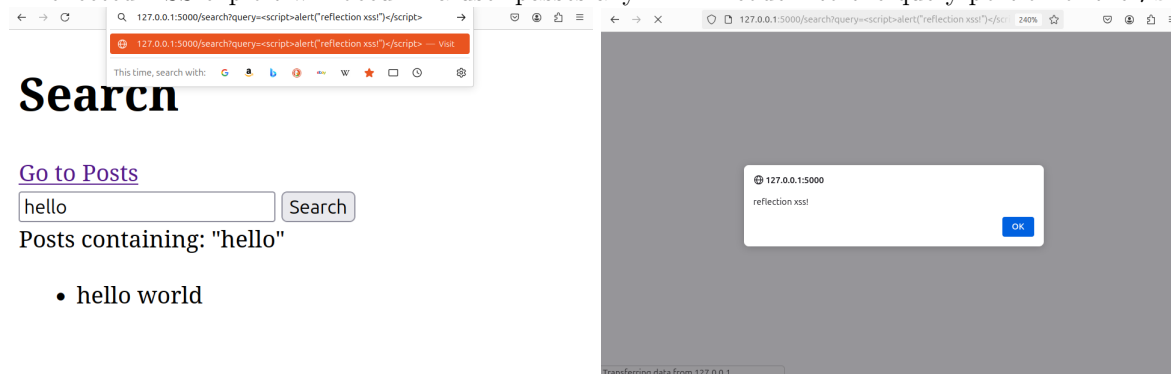 127.0.0.1:5000/search?query=<script>alert("reflection xss!")</script>
127.0.0.1:5000/search?query=<script>alert("reflection xss!")</script> — Visit
This time, search with:
Search
Go to Posts
hello Search
Posts containing: "hello"
• hello world
127.0.0.1:5000/search?query=<script>alert("reflection xss!")</scr 240%
127.0.0.1:5000
reflection xss!
OK
Transferring data from 127.0.0.1